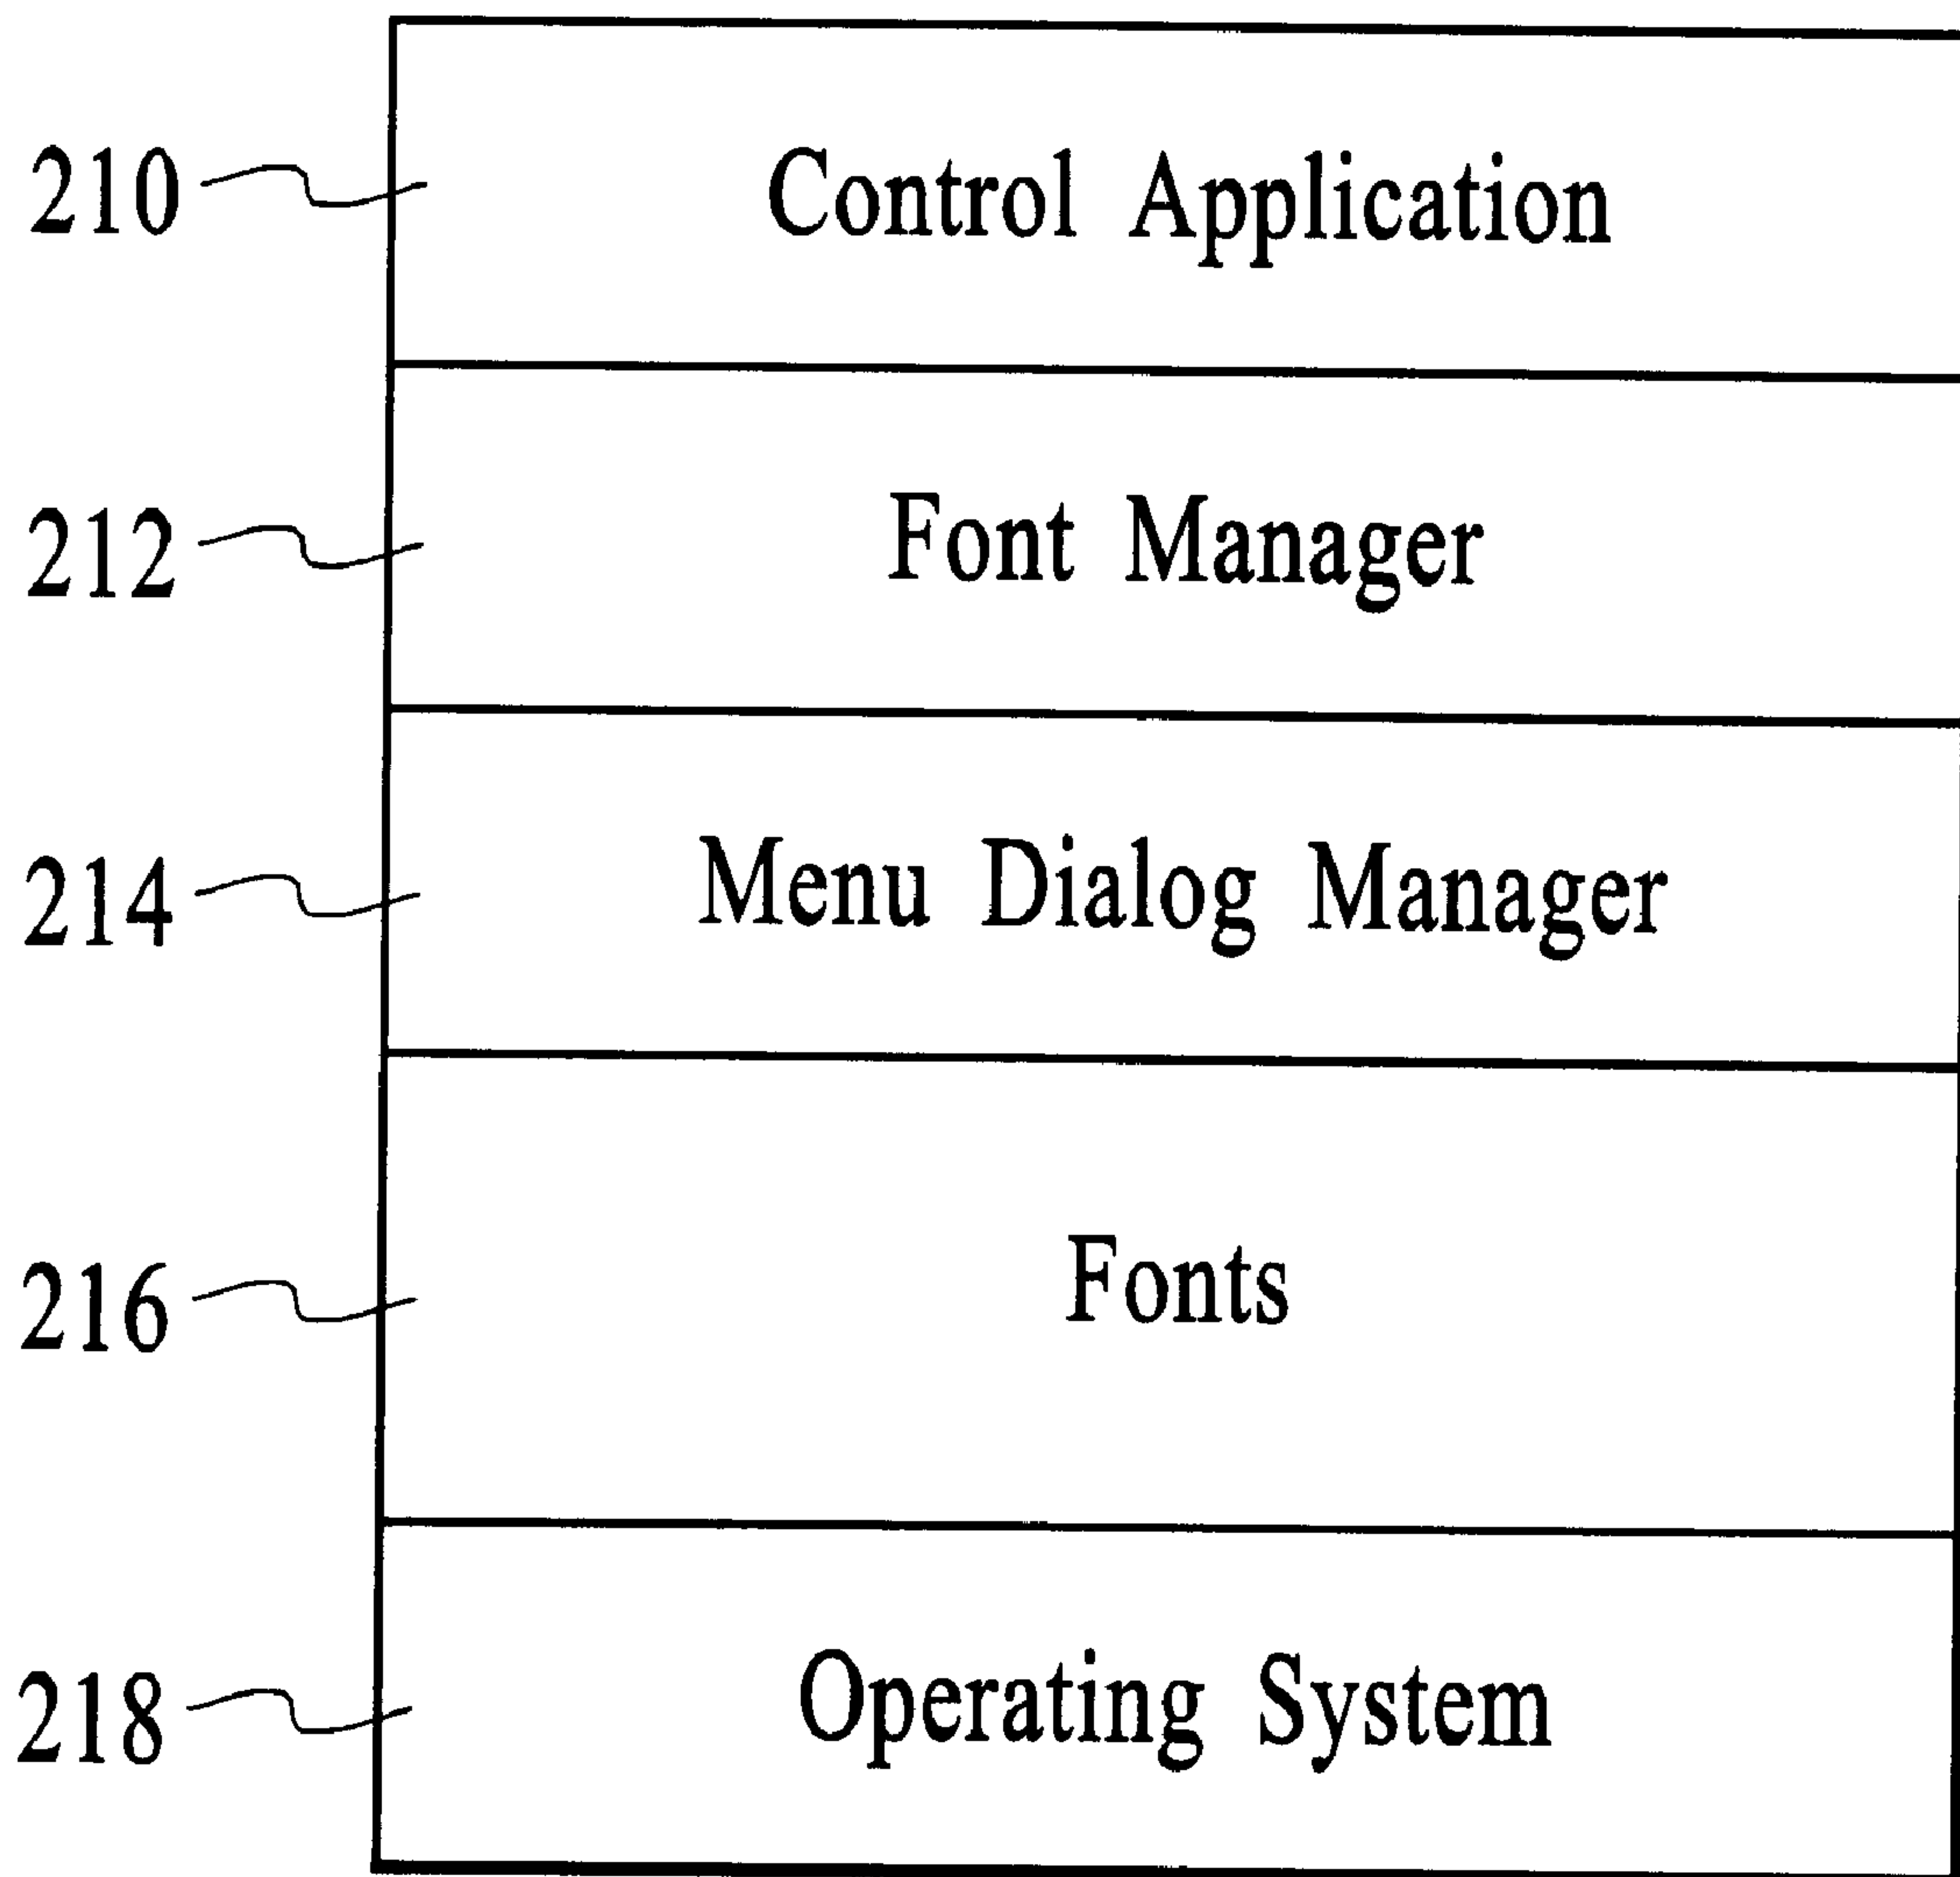 210 Control Application
212 Font Manager
214 Menu Dialog Manager
216 Fonts
218 Operating System